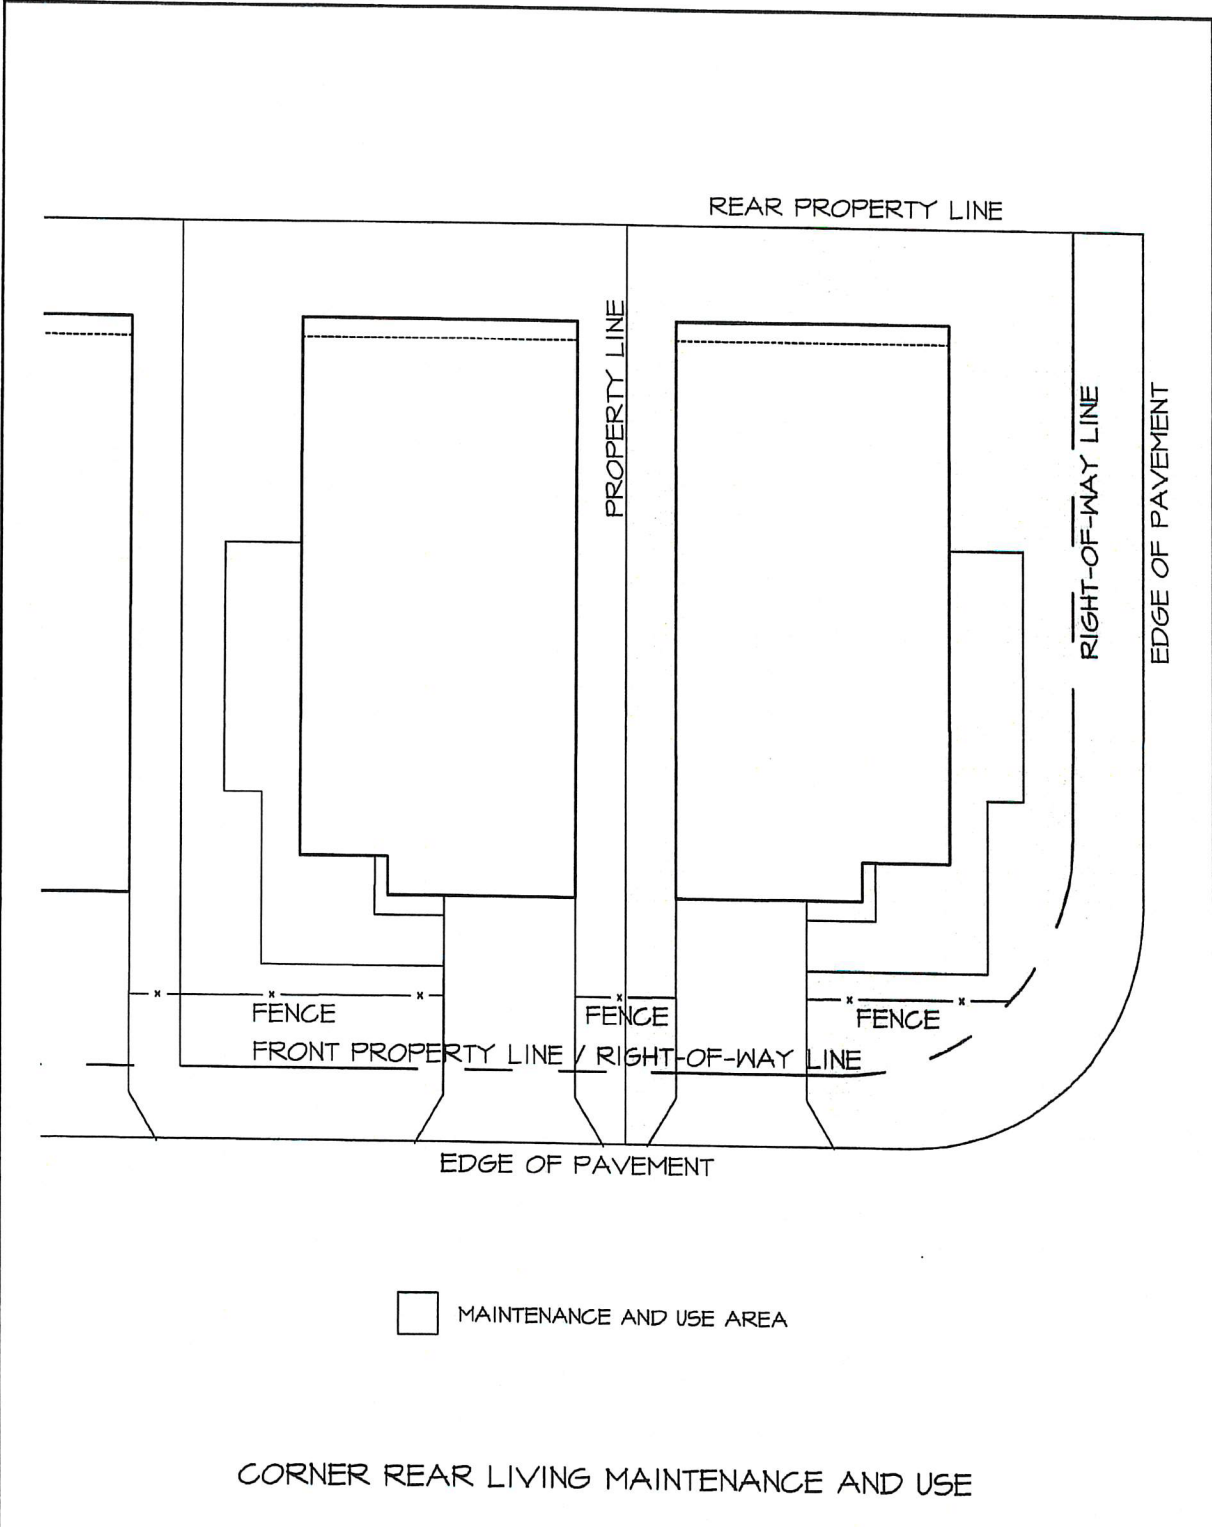 REAR PROPERTY LINE
PROPERTY LINE
RIGHT-OF-WAY LINE
EDGE OF PAVEMENT
FENCE
FENCE
FENCE
FRONT PROPERTY LINE / RIGHT-OF-WAY LINE
EDGE OF PAVEMENT
MAINTENANCE AND USE AREA
CORNER REAR LIVING MAINTENANCE AND USE